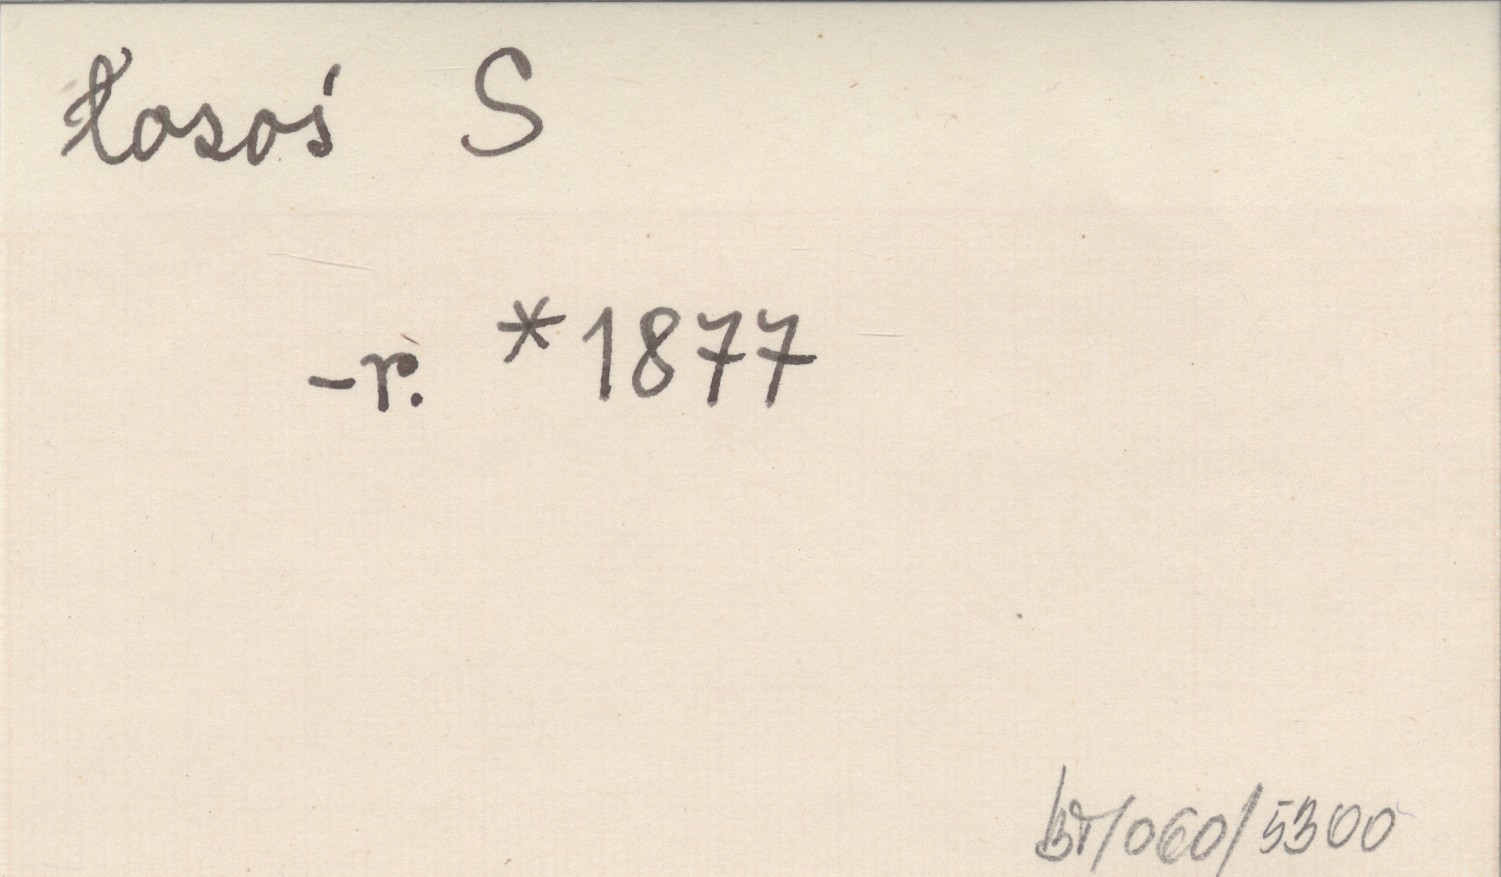 Łosoś S
-r. *1877
BT/060/5300